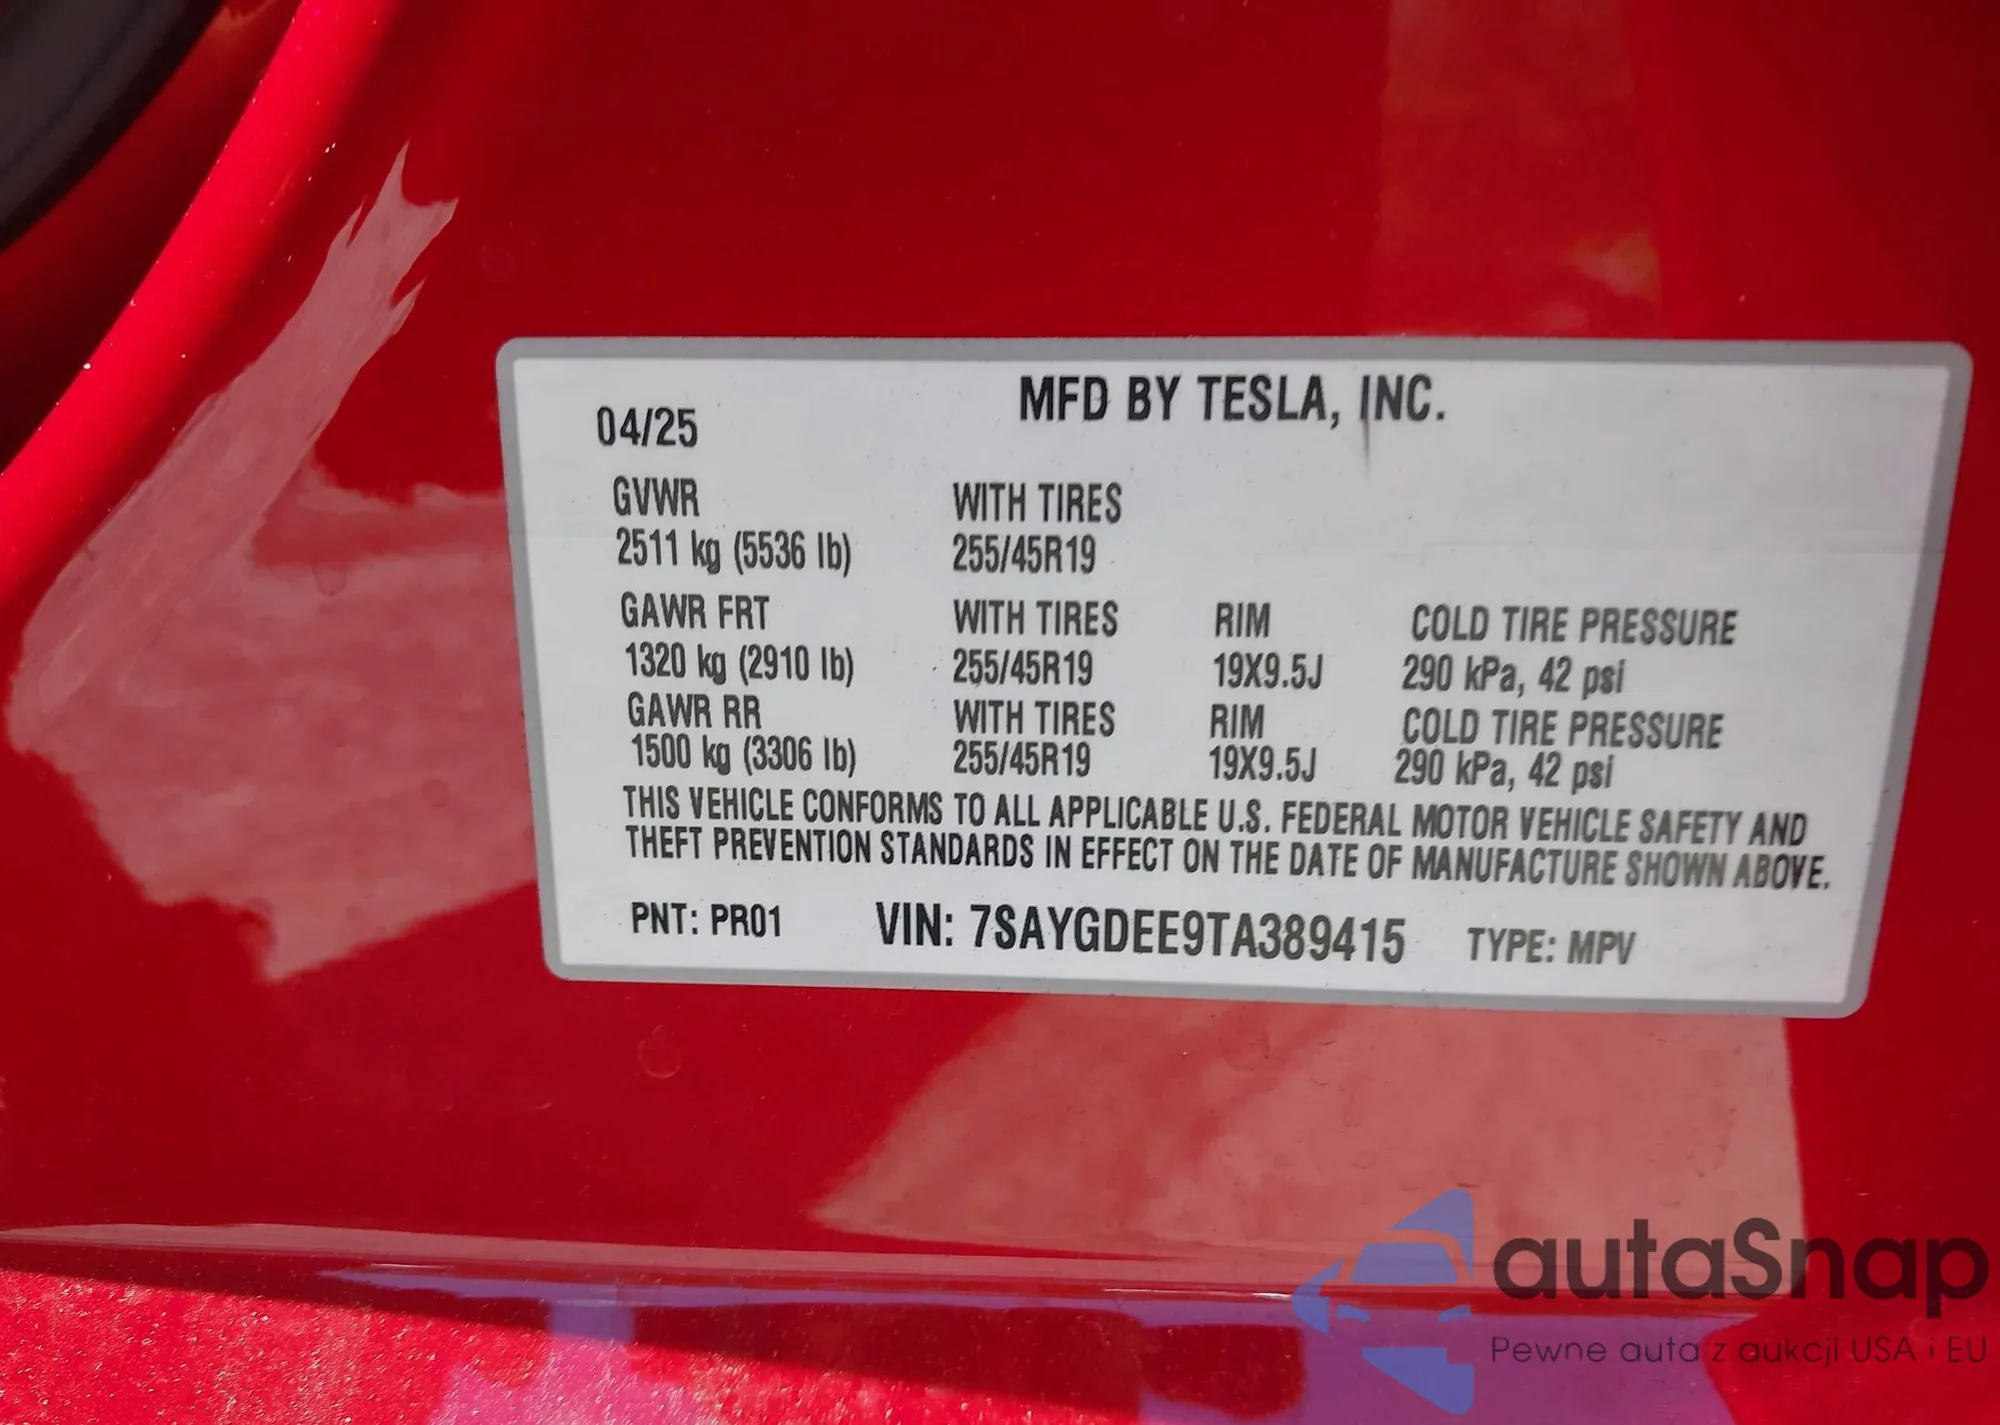 MFD BY TESLA, INC.
04/25
GVWR WITH TIRES
2511 kg (5536 lb) 255/45R19
GAWR FRT WITH TIRES RIM COLD TIRE PRESSURE
1320 kg (2910 lb) 255/45R19 19X9.5J 290 kPa, 42 psi
GAWR RR WITH TIRES RIM COLD TIRE PRESSURE
1500 kg (3306 lb) 255/45R19 19X9.5J 290 kPa, 42 psi
THIS VEHICLE CONFORMS TO ALL APPLICABLE U.S. FEDERAL MOTOR VEHICLE SAFETY AND
THEFT PREVENTION STANDARDS IN EFFECT ON THE DATE OF MANUFACTURE SHOWN ABOVE.
PNT: PR01 VIN: 7SAYGDEE9TA389415 TYPE: MPV
autaSnap
Pewne auta z aukcji USA i EU